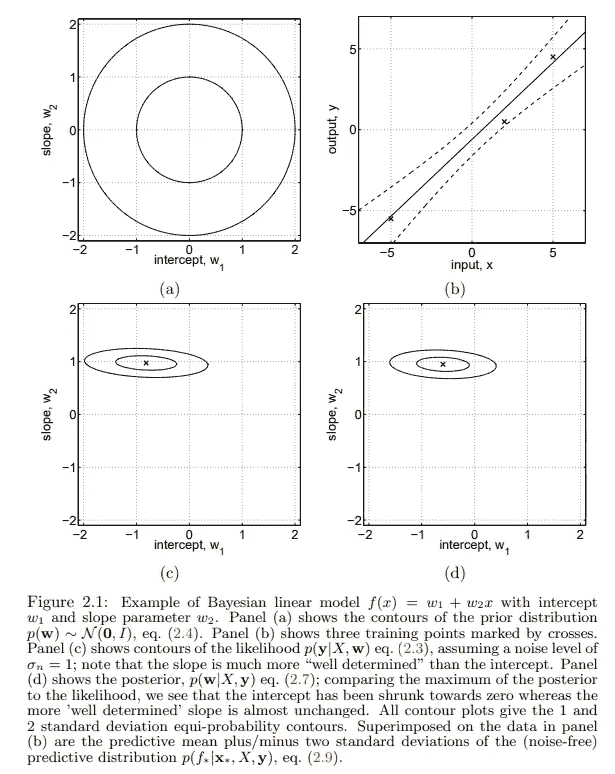 2
1
0
−1
−2
−2
−1
0
1
2
slope, w2
intercept, w1
(a)
5
0
−5
−5
0
5
output, y
input, x
(b)
2
1
0
−1
−2
−2
−1
0
1
2
slope, w2
intercept, w1
(c)
2
1
0
−1
−2
−2
−1
0
1
2
slope, w2
intercept, w1
(d)
Figure 2.1: Example of Bayesian linear model f(x) = w1 + w2x with intercept
w1 and slope parameter w2. Panel (a) shows the contours of the prior distribution
p(w) ∼ N(0, I), eq. (2.4). Panel (b) shows three training points marked by crosses.
Panel (c) shows contours of the likelihood p(y|X, w) eq. (2.3), assuming a noise level of
σn = 1; note that the slope is much more “well determined” than the intercept. Panel
(d) shows the posterior, p(w|X, y) eq. (2.7); comparing the maximum of the posterior
to the likelihood, we see that the intercept has been shrunk towards zero whereas the
more 'well determined' slope is almost unchanged. All contour plots give the 1 and
2 standard deviation equi-probability contours. Superimposed on the data in panel
(b) are the predictive mean plus/minus two standard deviations of the (noise-free)
predictive distribution p(f∗|x∗, X, y), eq. (2.9).